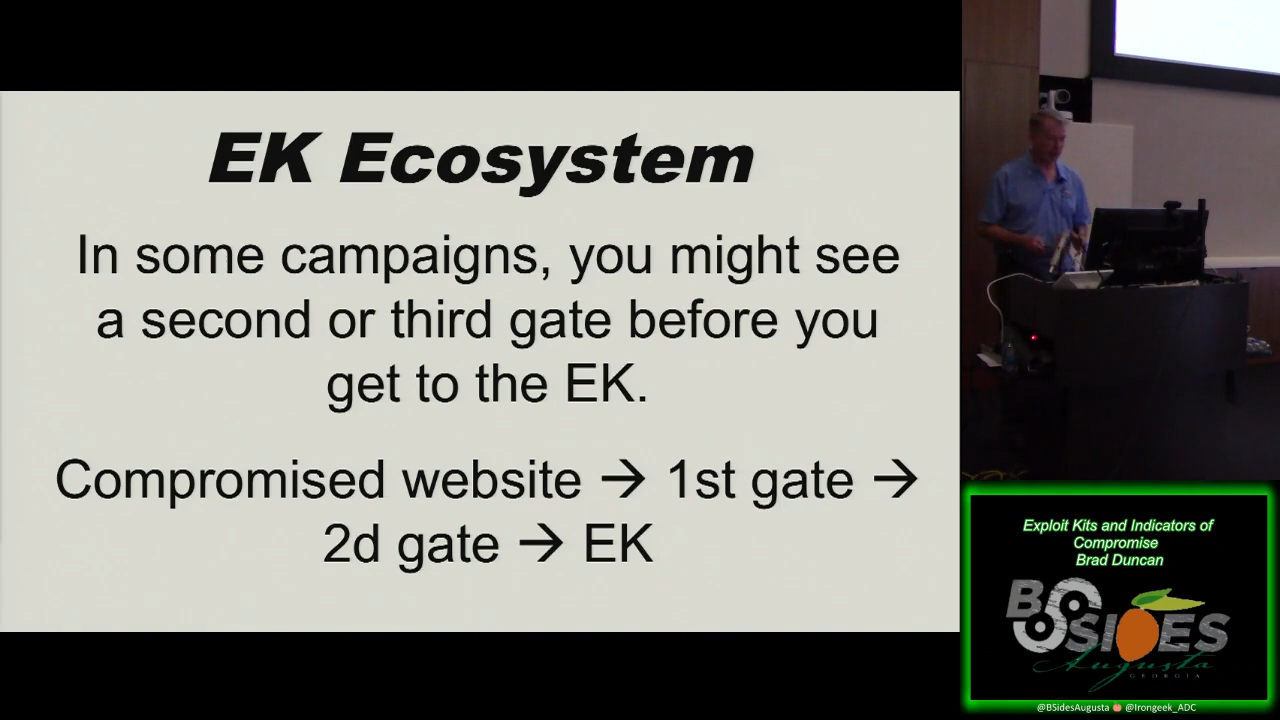 EK Ecosystem
In some campaigns, you might see
a second or third gate before you
get to the EK.
Compromised website → 1st gate →
2d gate → EK
Exploit Kits and Indicators of
Compromise
Brad Duncan
BSIDES
Augusta
GEORGIA
@BSidesAugusta @Irongeek_ADC